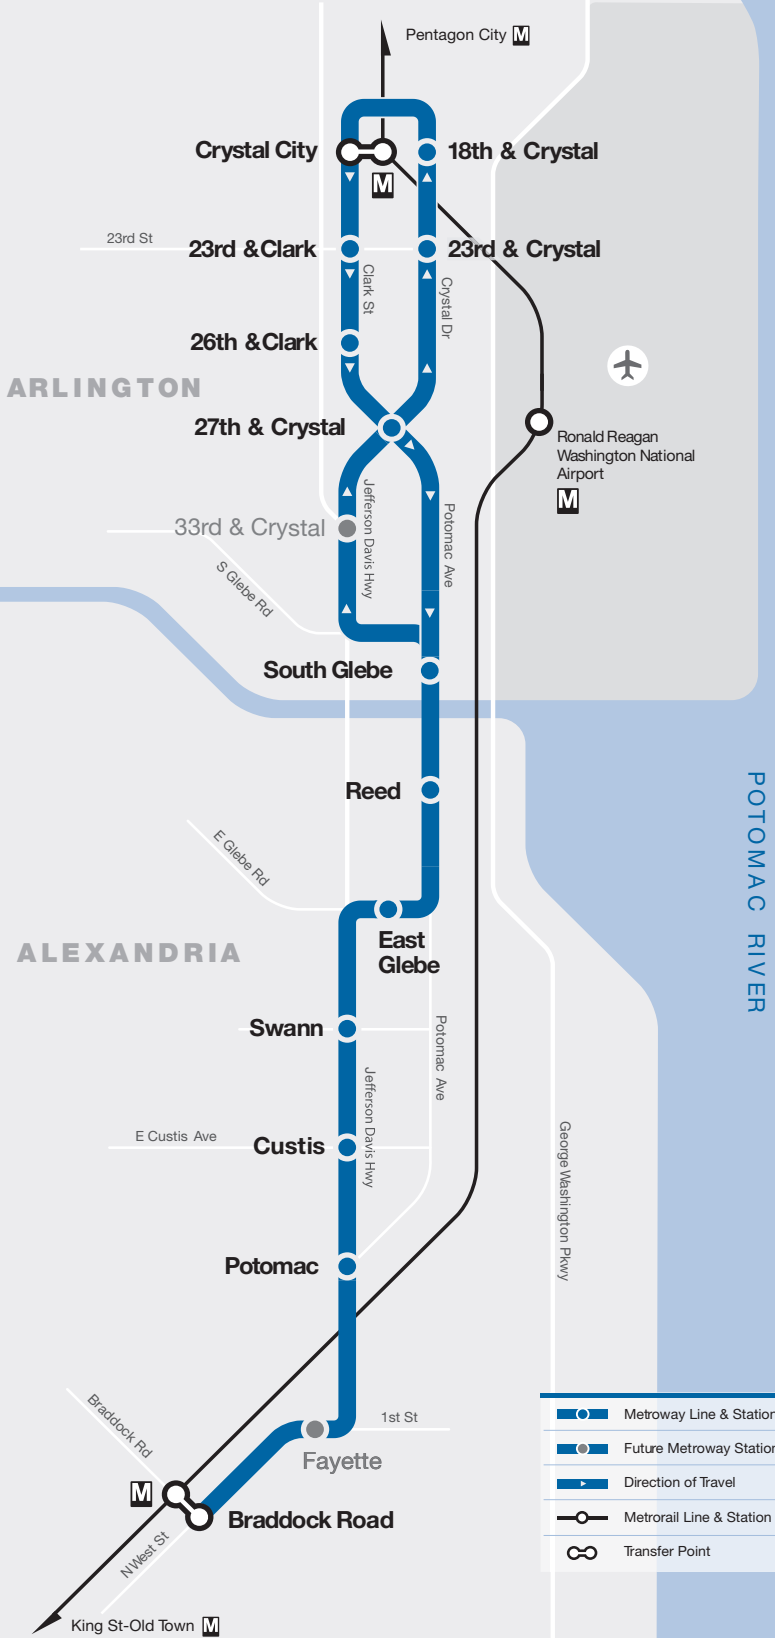 Pentagon City M
Crystal City
18th & Crystal
M
23rd St
23rd &Clark
23rd & Crystal
Clark St
Crystal Dr
26th &Clark
ARLINGTON
27th & Crystal
Ronald Reagan
Washington National
Airport
M
Jefferson Davis Hwy
Potomac Ave
33rd & Crystal
S Glebe Rd
South Glebe
POTOMAC RIVER
Reed
E Glebe Rd
East
Glebe
ALEXANDRIA
Swann
Potomac Ave
Jefferson Davis Hwy
E Custis Ave
Custis
George Washington Pkwy
Potomac
Braddock Rd
1st St
Fayette
M
Braddock Road
N West St
King St-Old Town M
Metroway Line & Station
Future Metroway Station
Direction of Travel
Metrorail Line & Station
Transfer Point